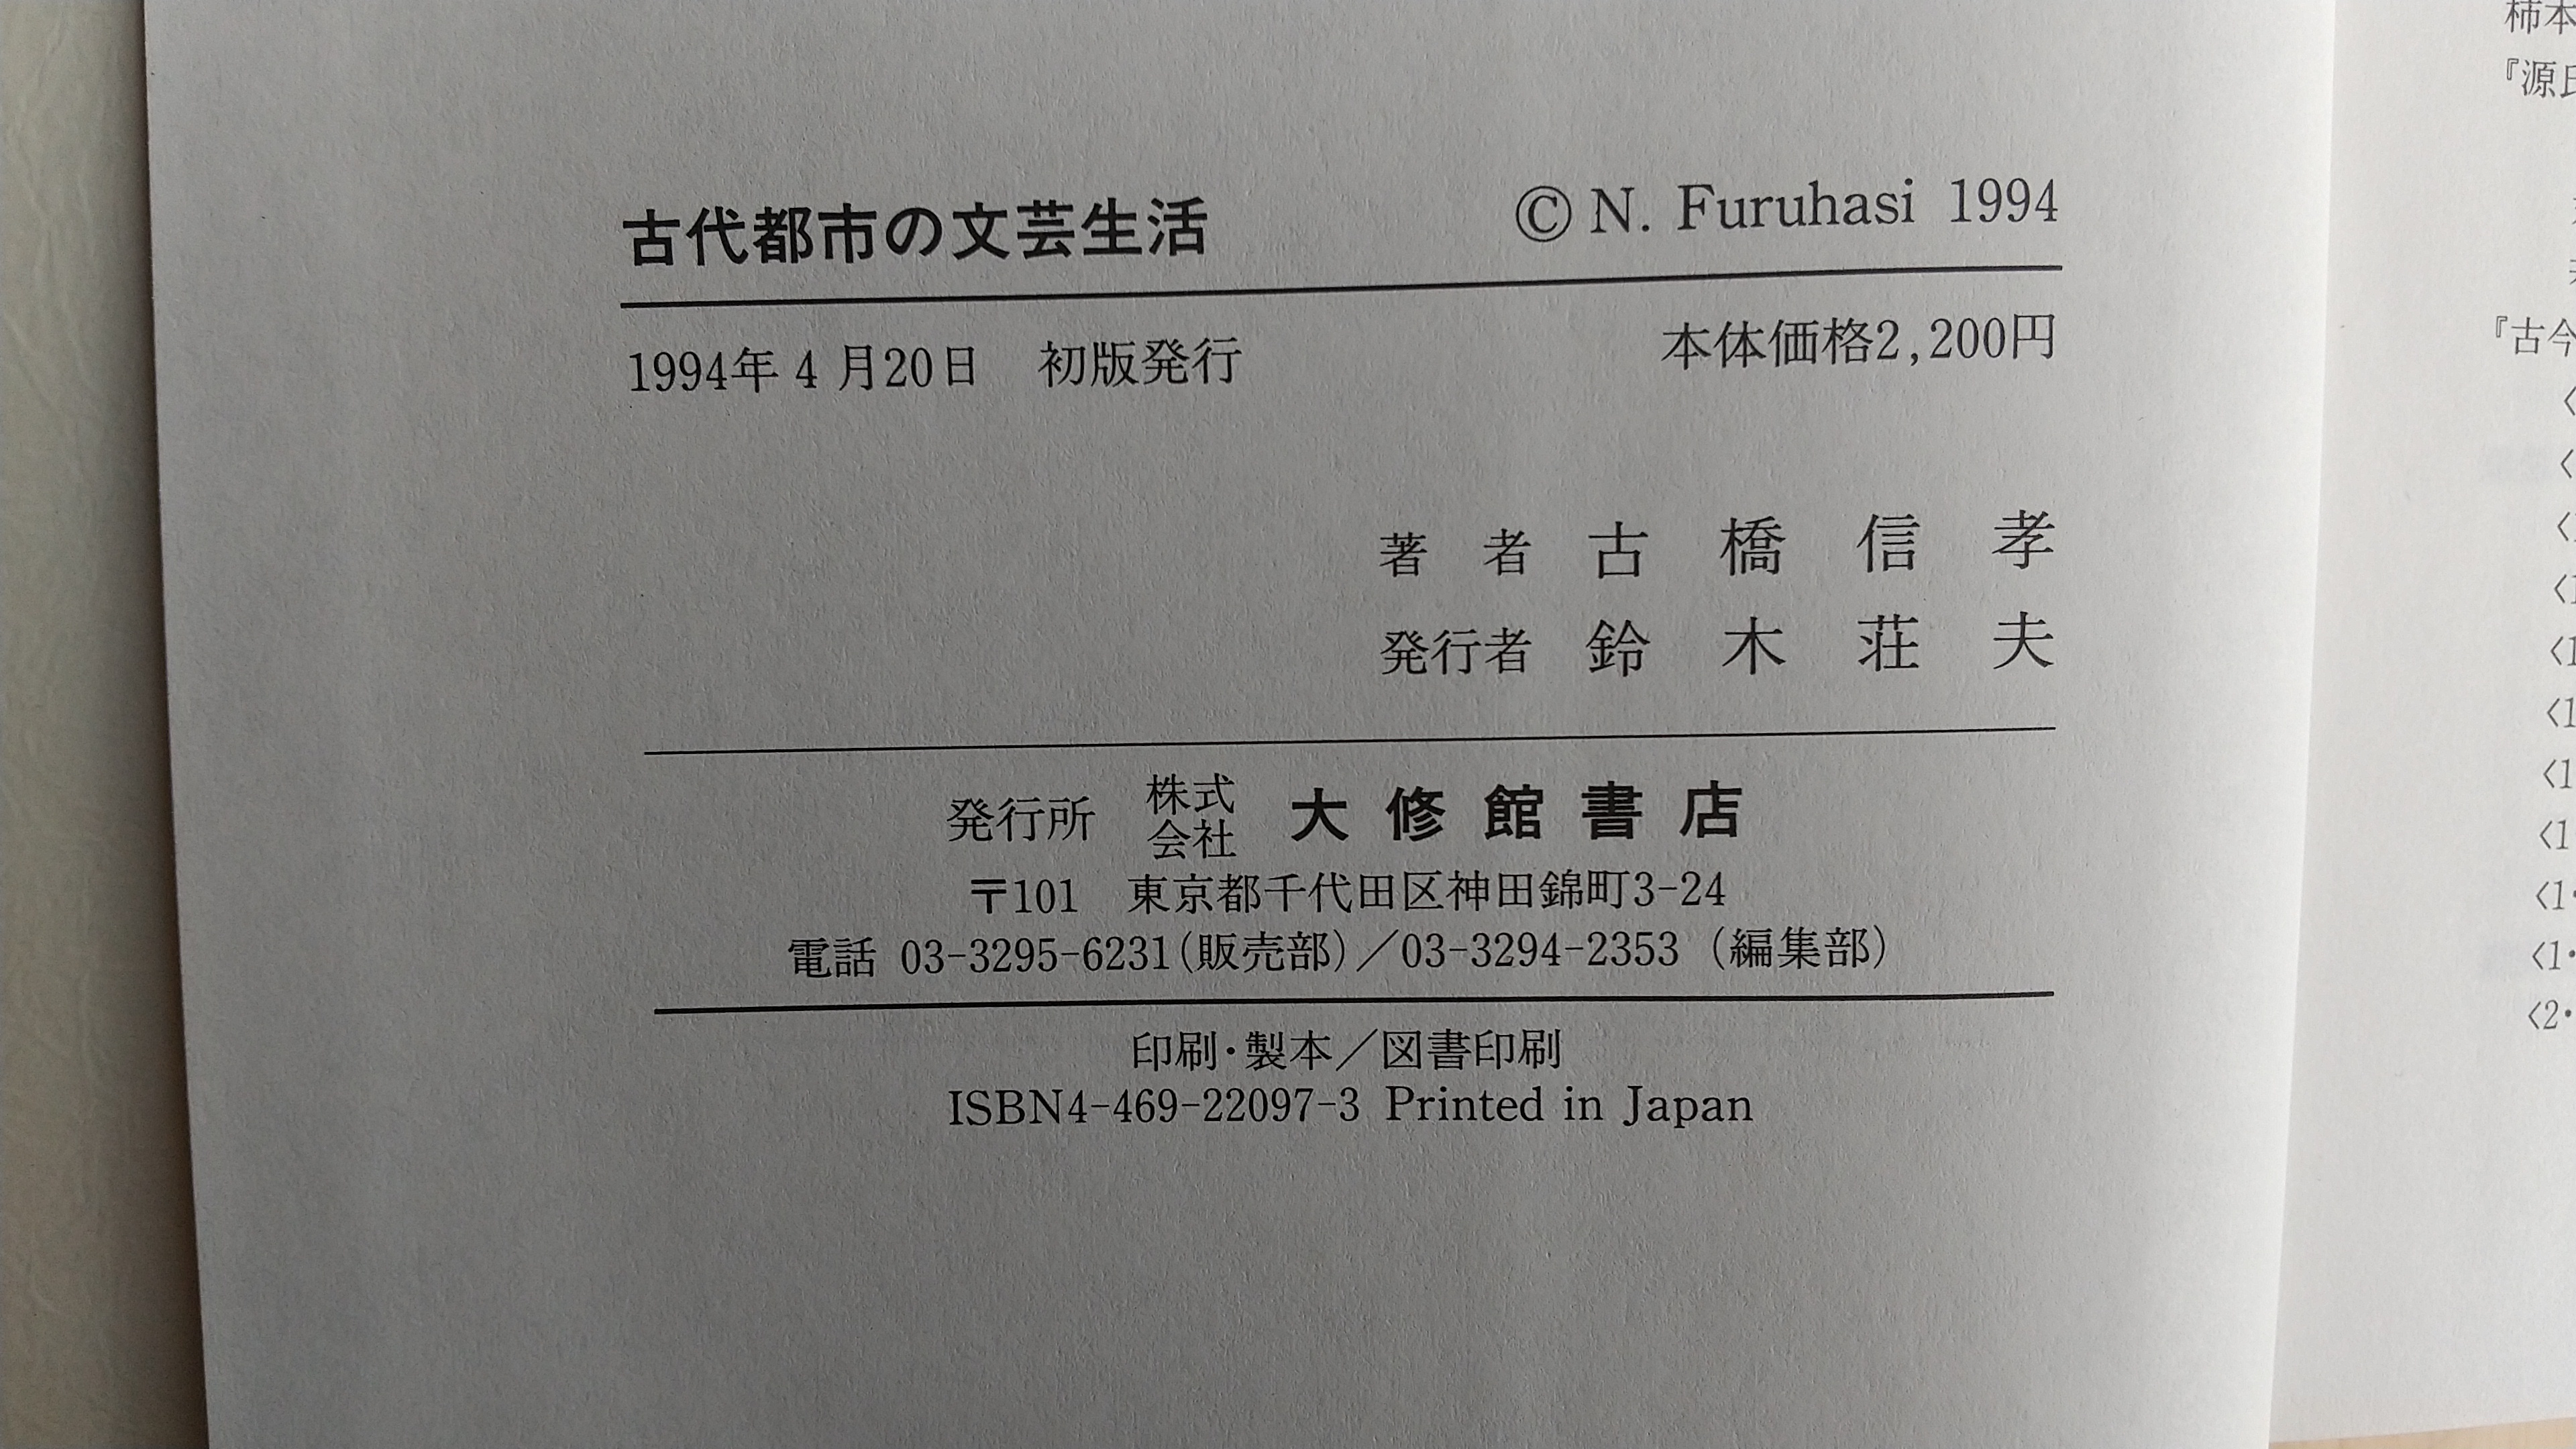 古代都市の文芸生活
© N. Furuhasi 1994
1994年4月20日 初版発行
本体価格2,200円
著者 古橋信孝
発行者 鈴木荘夫
発行所 株式会社 大修館書店
〒101 東京都千代田区神田錦町3-24
電話 03-3295-6231(販売部)／03-3294-2353 (編集部)
印刷・製本／図書印刷
ISBN4-469-22097-3 Printed in Japan
柿本
『源氏
『古今